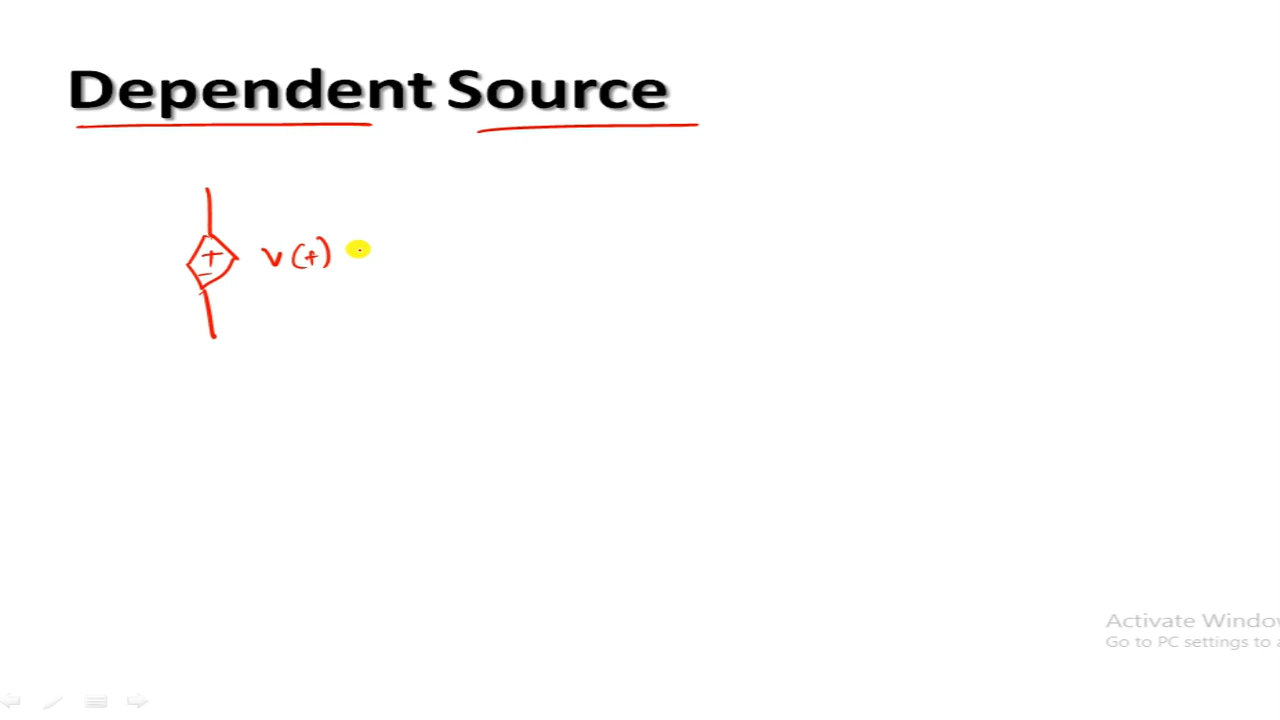 Dependent Source
+
-
v(t)
Activate Window
Go to PC settings to a